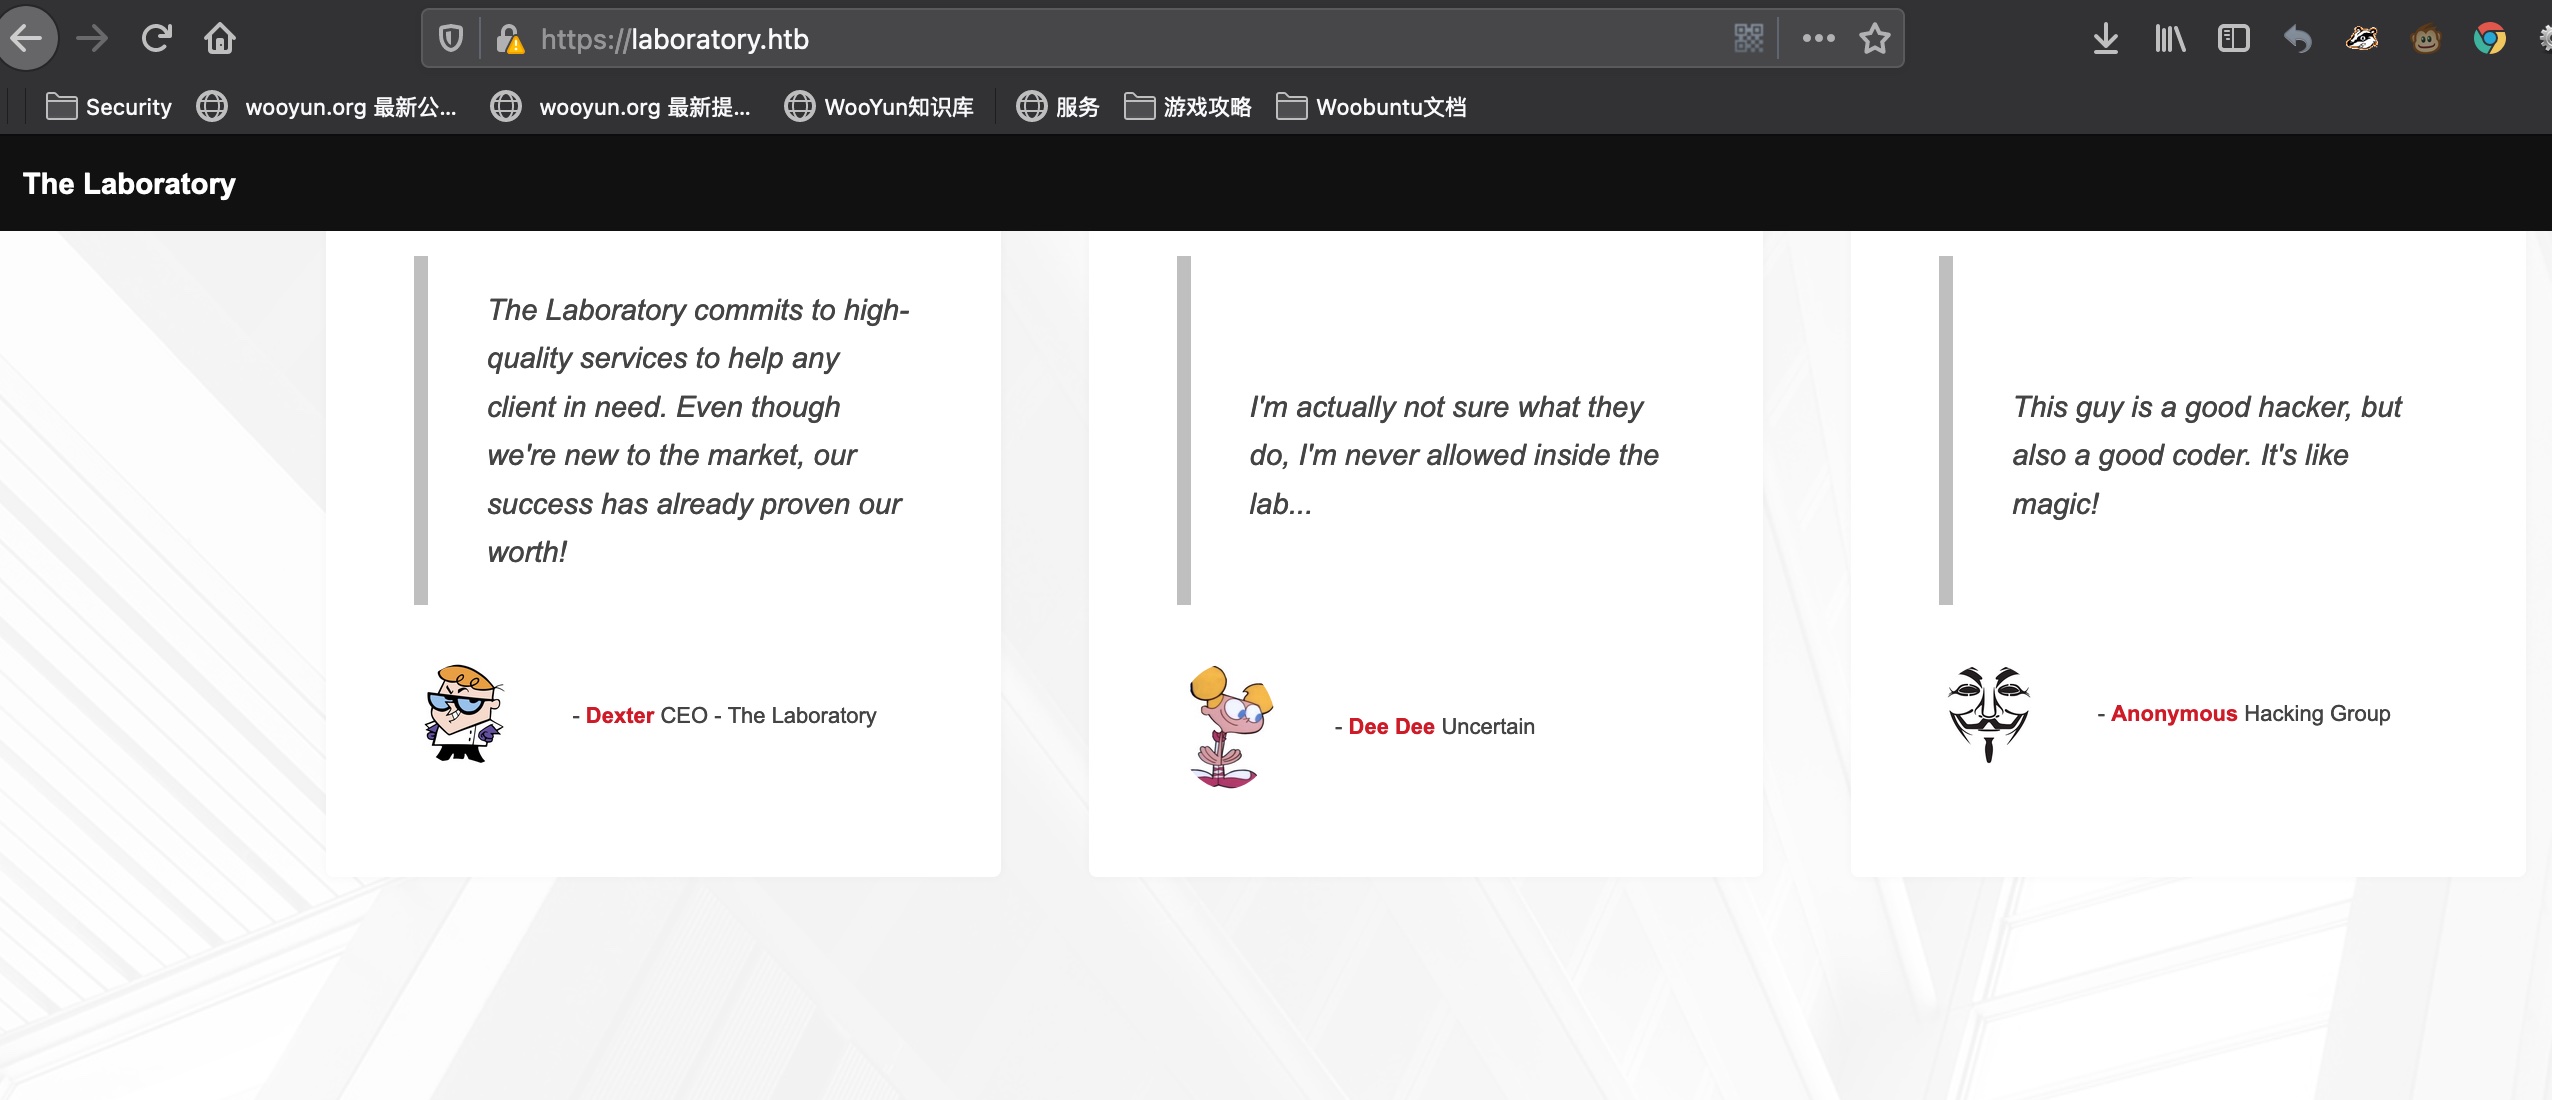 https://laboratory.htb
Security wooyun.org 最新公... wooyun.org 最新提... WooYun知识库 服务 游戏攻略 Woobuntu文档
The Laboratory
The Laboratory commits to high-
quality services to help any
client in need. Even though
we're new to the market, our
success has already proven our
worth!
- Dexter CEO - The Laboratory
I'm actually not sure what they
do, I'm never allowed inside the
lab...
- Dee Dee Uncertain
This guy is a good hacker, but
also a good coder. It's like
magic!
- Anonymous Hacking Group